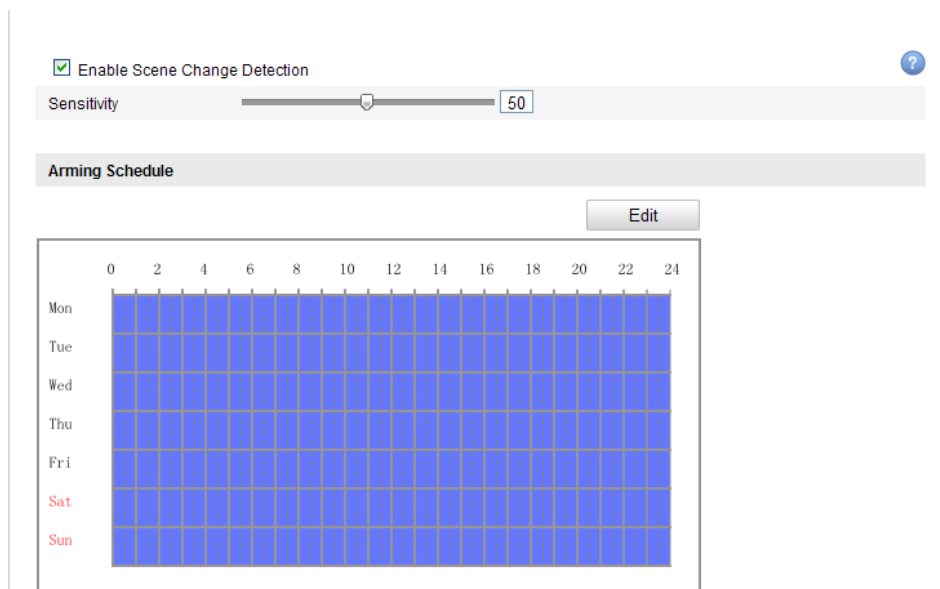 Enable Scene Change Detection
?
Sensitivity 50
Arming Schedule
Edit
0 2 4 6 8 10 12 14 16 18 20 22 24
Mon
Tue
Wed
Thu
Fri
Sat
Sun